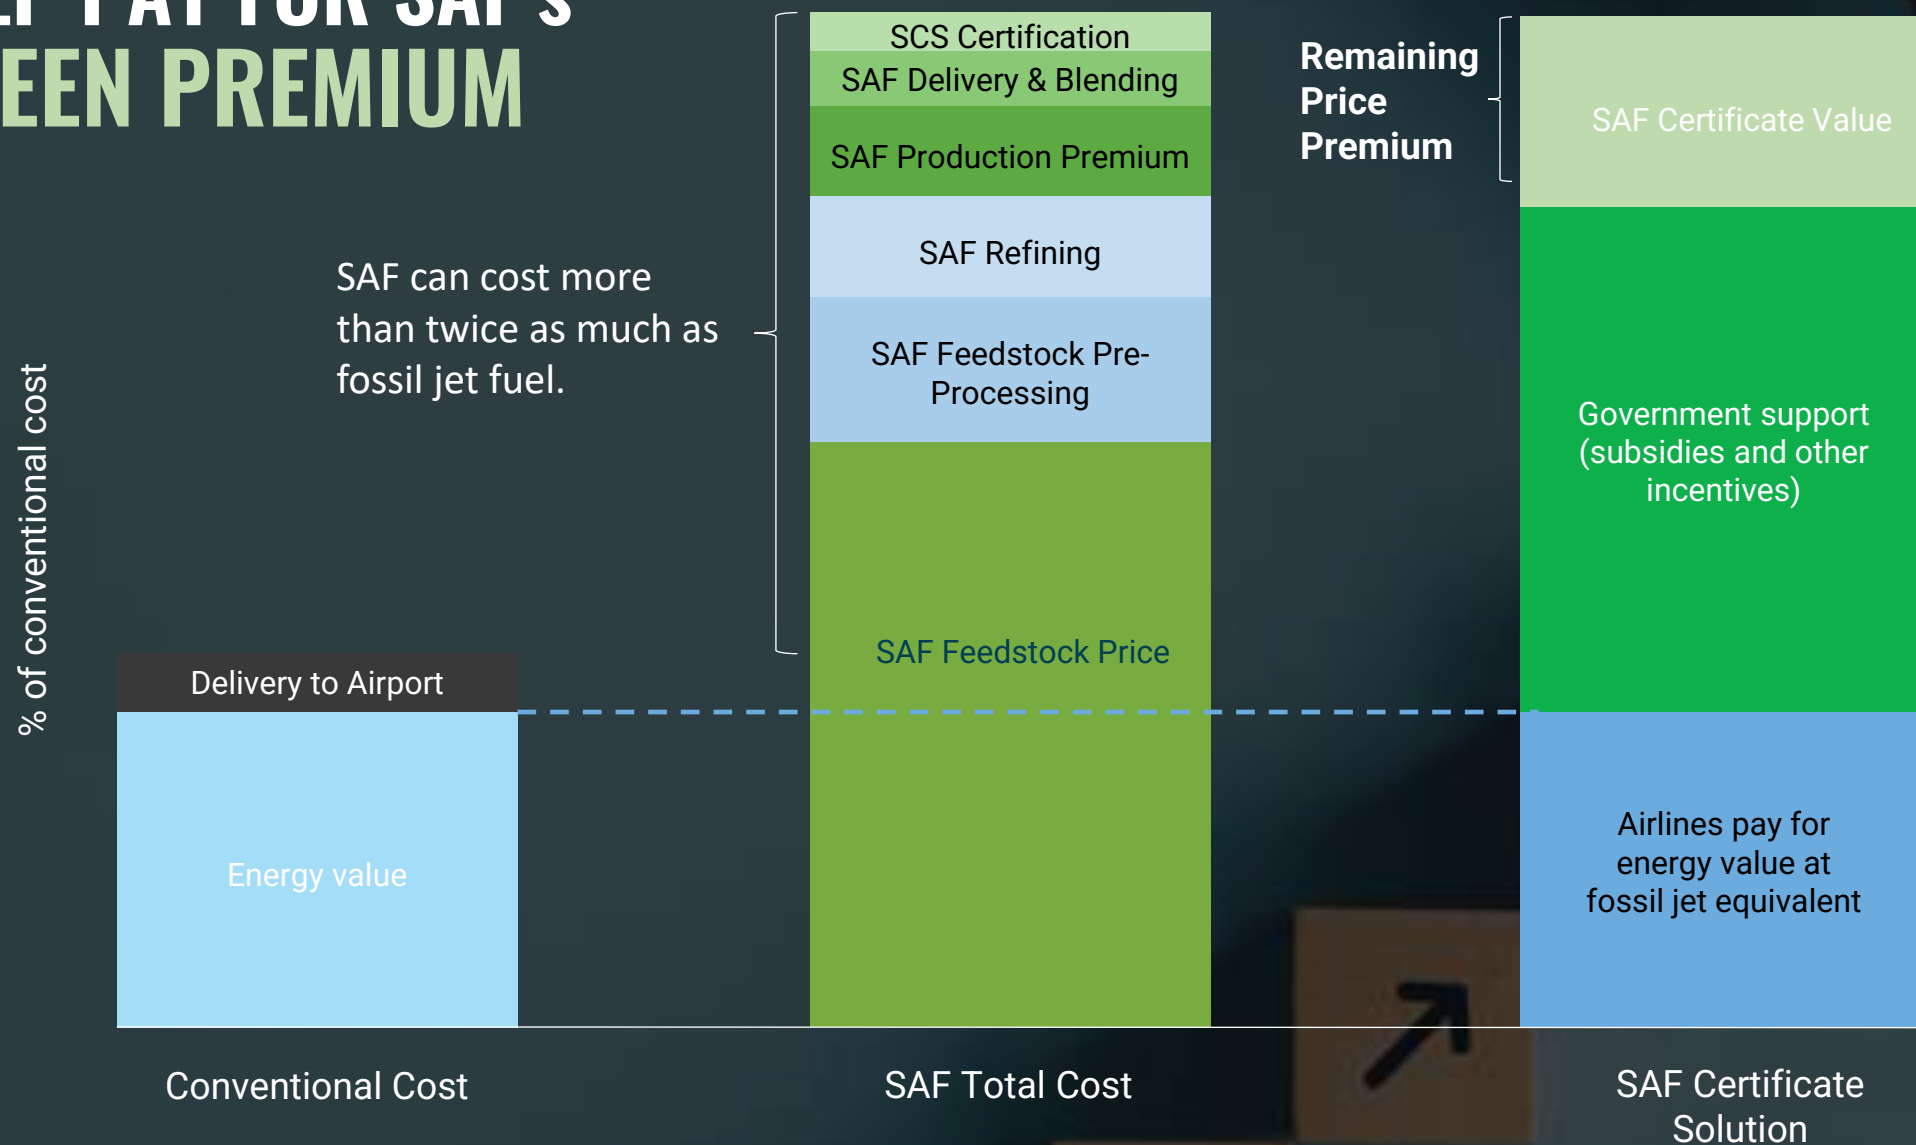 PAY FOR SAF's
PREMIUM
SCS Certification
SAF Delivery & Blending
SAF Production Premium
SAF Refining
SAF Feedstock Pre-
Processing
SAF Feedstock Price
SAF can cost more
than twice as much as
fossil jet fuel.
% of conventional cost
Delivery to Airport
Energy value
Remaining
Price
Premium
SAF Certificate Value
Government support
(subsidies and other
incentives)
Airlines pay for
energy value at
fossil jet equivalent
Conventional Cost
SAF Total Cost
SAF Certificate
Solution